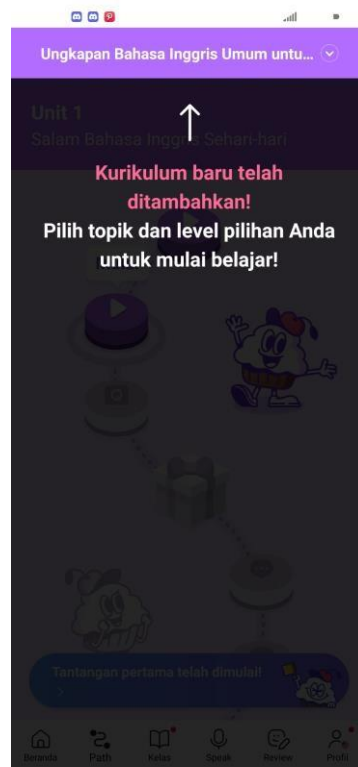 Ungkapan Bahasa Inggris Umum untu...
Unit 1
Salam Bahasa Inggris Sehari-hari
Kurikulum baru telah
ditambahkan!
Pilih topik dan level pilihan Anda
untuk mulai belajar!
Tantangan pertama telah dimulai!
Beranda
Path
Kelas
Speak
Review
Profil